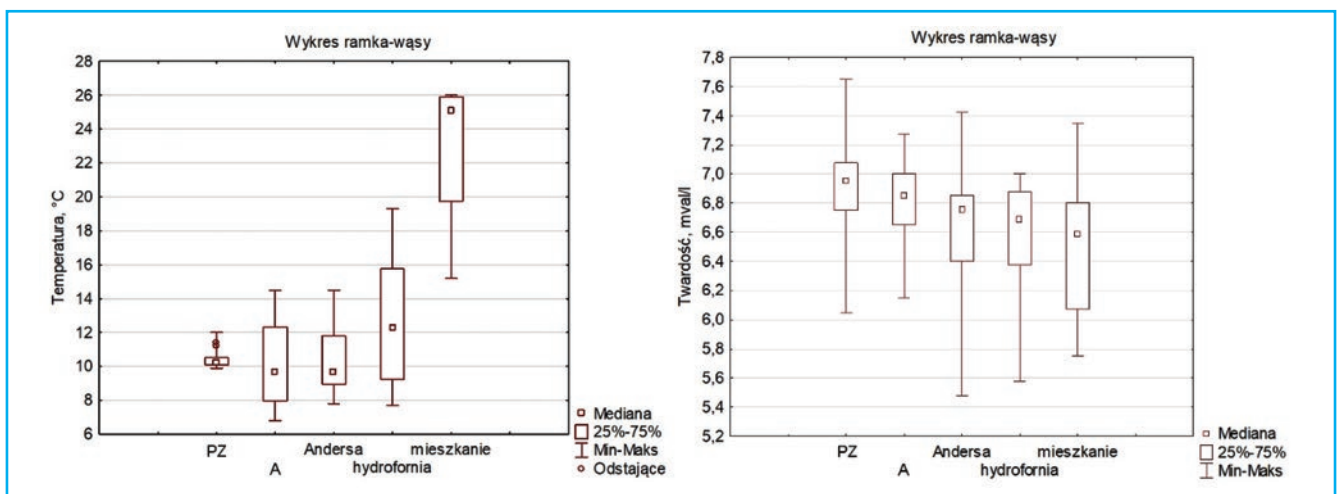 Wykres ramka-wąsy
28
26
24
22
20
18
16
14
12
10
8
6
Temperatura, °C
PZ
Andersa
mieszkanie
A
hydrofornia
Mediana
25%-75%
Min-Maks
Odstające
Wykres ramka-wąsy
7,8
7,6
7,4
7,2
7,0
6,8
6,6
6,4
6,2
6,0
5,8
5,6
5,4
5,2
Twardość, mval/l
PZ
Andersa
mieszkanie
A
hydrofornia
Mediana
25%-75%
Min-Maks